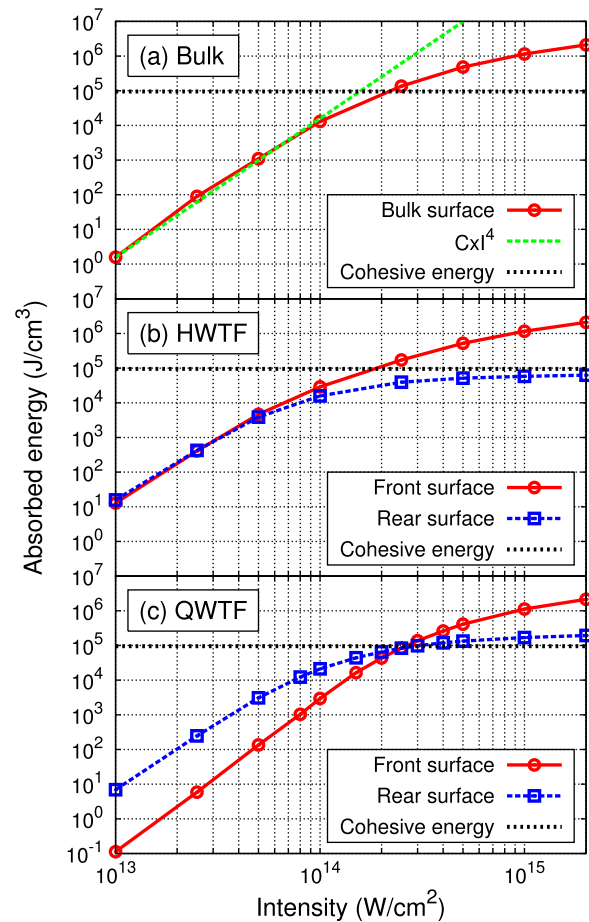 10^7
(a) Bulk
10^6
10^5
10^4
10^3
10^2
10^1
10^0
Bulk surface
CxI^4
Cohesive energy
10^7
(b) HWTF
10^6
10^5
10^4
10^3
10^2
10^1
10^0
Front surface
Rear surface
Cohesive energy
10^7
(c) QWTF
10^6
10^5
10^4
10^3
10^2
10^1
10^0
10^-1
Front surface
Rear surface
Cohesive energy
10^13
10^14
10^15
Intensity (W/cm^2)
Absorbed energy (J/cm^3)